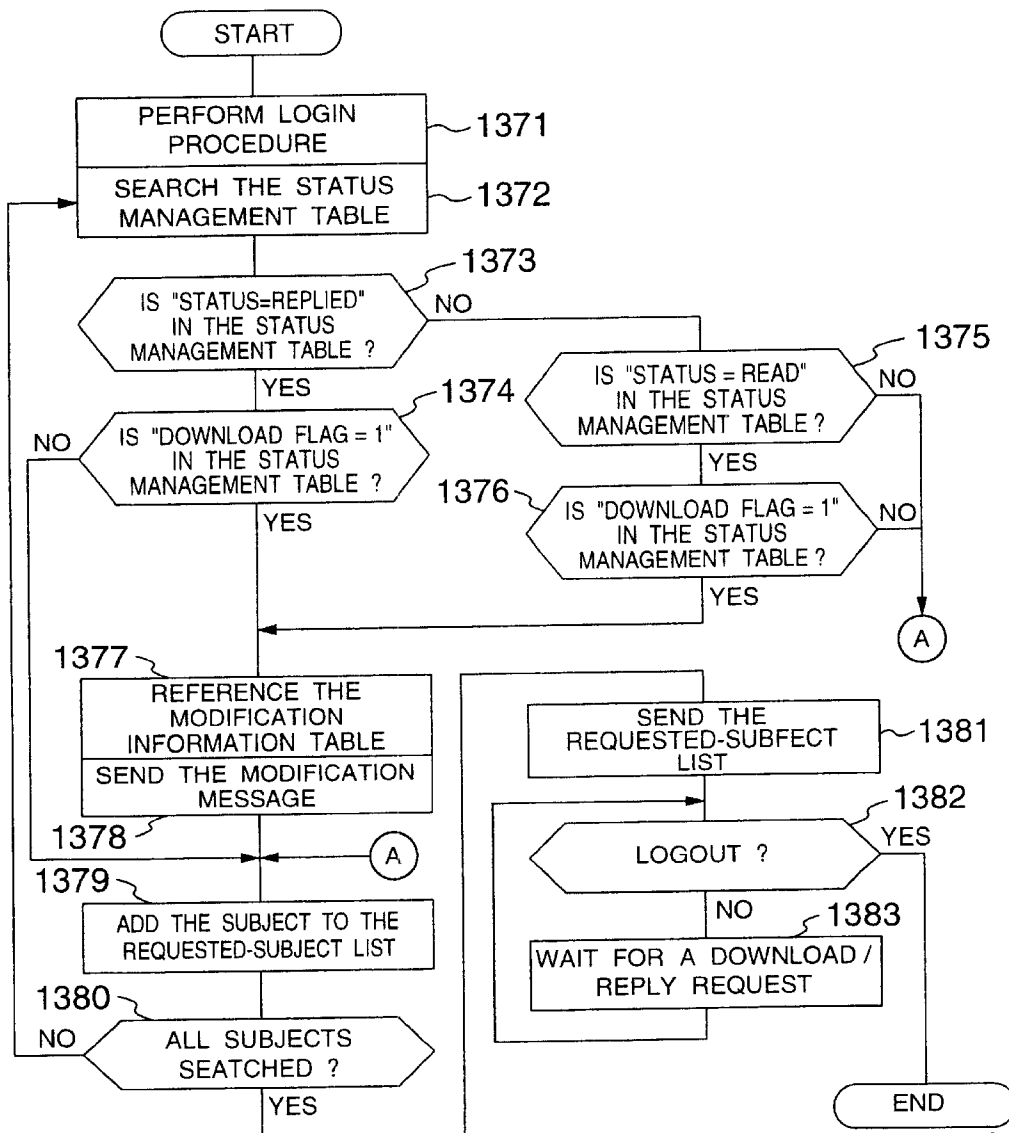 START
PERFORM LOGIN
PROCEDURE
1371
SEARCH THE STATUS
MANAGEMENT TABLE
1372
1373
IS "STATUS=REPLIED"
IN THE STATUS
MANAGEMENT TABLE ?
NO
YES
1375
IS "STATUS = READ"
IN THE STATUS
MANAGEMENT TABLE ?
NO
YES
1374
NO
IS "DOWNLOAD FLAG = 1"
IN THE STATUS
MANAGEMENT TABLE ?
YES
1376
IS "DOWNLOAD FLAG = 1"
IN THE STATUS
MANAGEMENT TABLE ?
NO
YES
A
1377
REFERENCE THE
MODIFICATION
INFORMATION TABLE
SEND THE MODIFICATION
MESSAGE
1378
A
1379
ADD THE SUBJECT TO THE
REQUESTED-SUBJECT LIST
1380
NO
ALL SUBJECTS
SEATCHED ?
YES
SEND THE
REQUESTED-SUBFECT
LIST
1381
1382
LOGOUT ?
YES
NO
1383
WAIT FOR A DOWNLOAD /
REPLY REQUEST
END